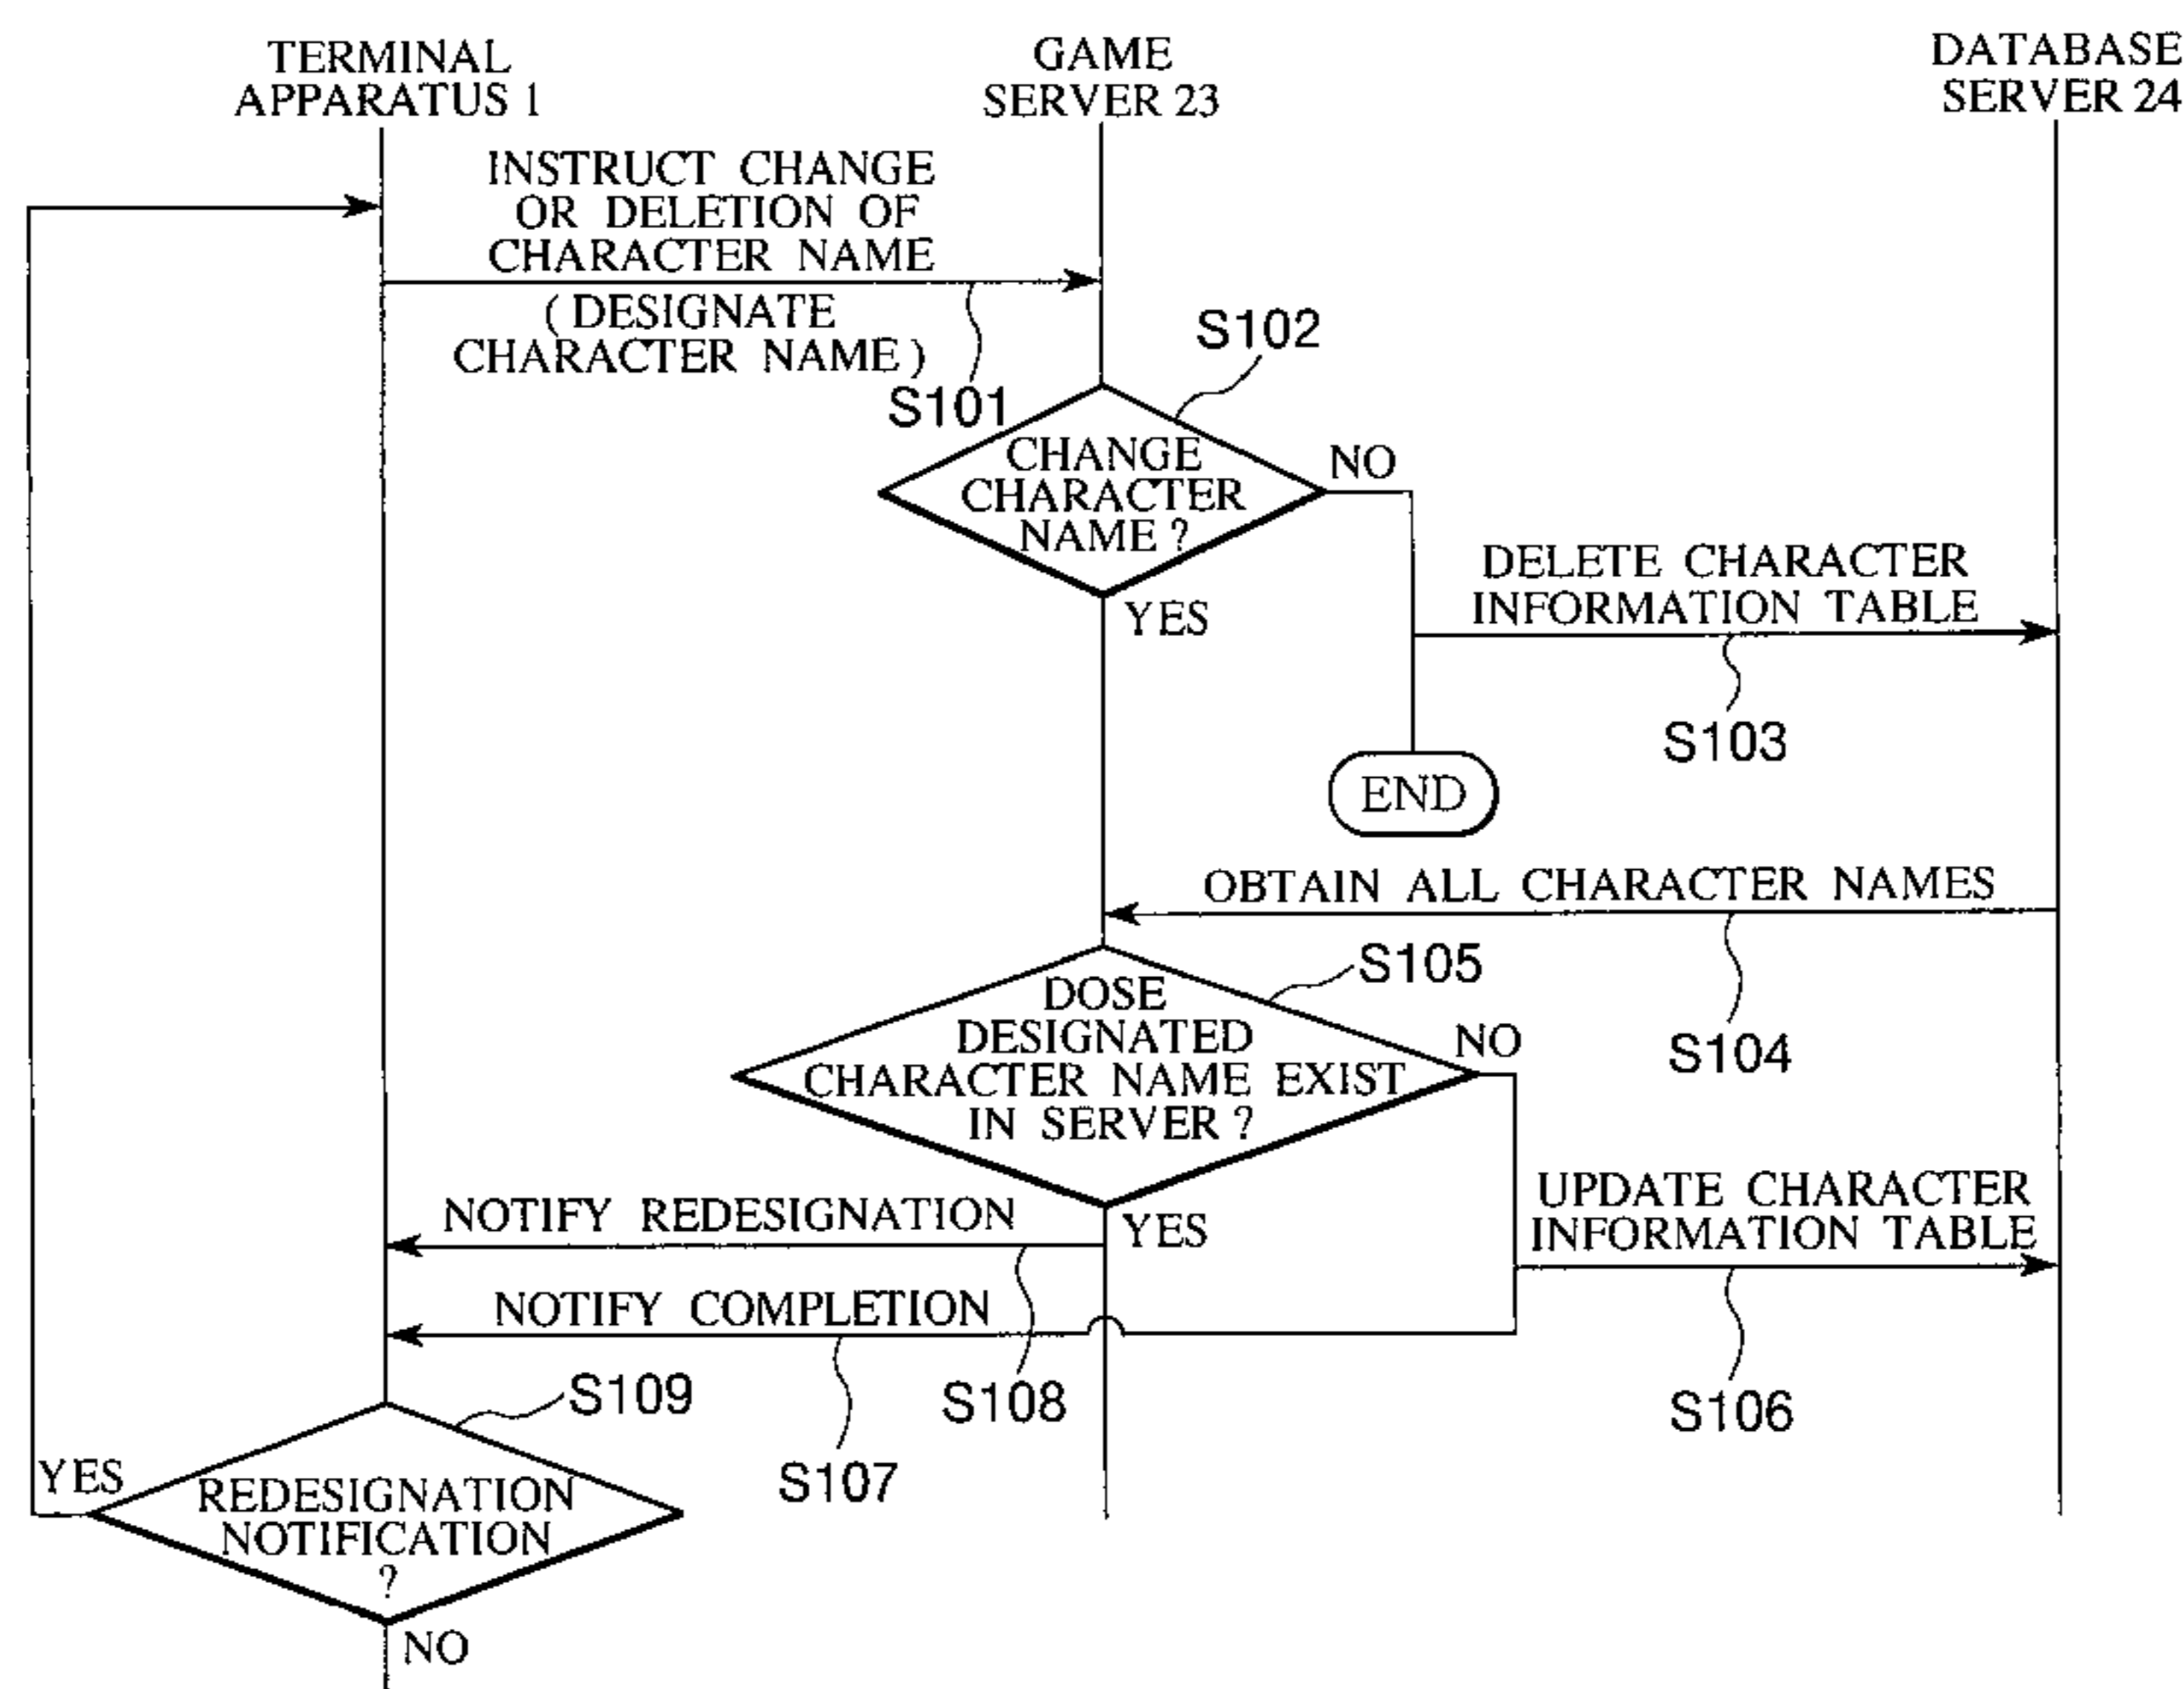 TERMINAL
APPARATUS 1
GAME
SERVER 23
DATABASE
SERVER 24
INSTRUCT CHANGE
OR DELETION OF
CHARACTER NAME
(DESIGNATE
CHARACTER NAME)
S101
S102
CHANGE
CHARACTER
NAME?
NO
YES
DELETE CHARACTER
INFORMATION TABLE
S103
END
OBTAIN ALL CHARACTER NAMES
S104
S105
DOSE
DESIGNATED
CHARACTER NAME EXIST
IN SERVER?
NO
YES
UPDATE CHARACTER
INFORMATION TABLE
S106
NOTIFY REDESIGNATION
S108
NOTIFY COMPLETION
S107
S109
REDESIGNATION
NOTIFICATION
?
YES
NO